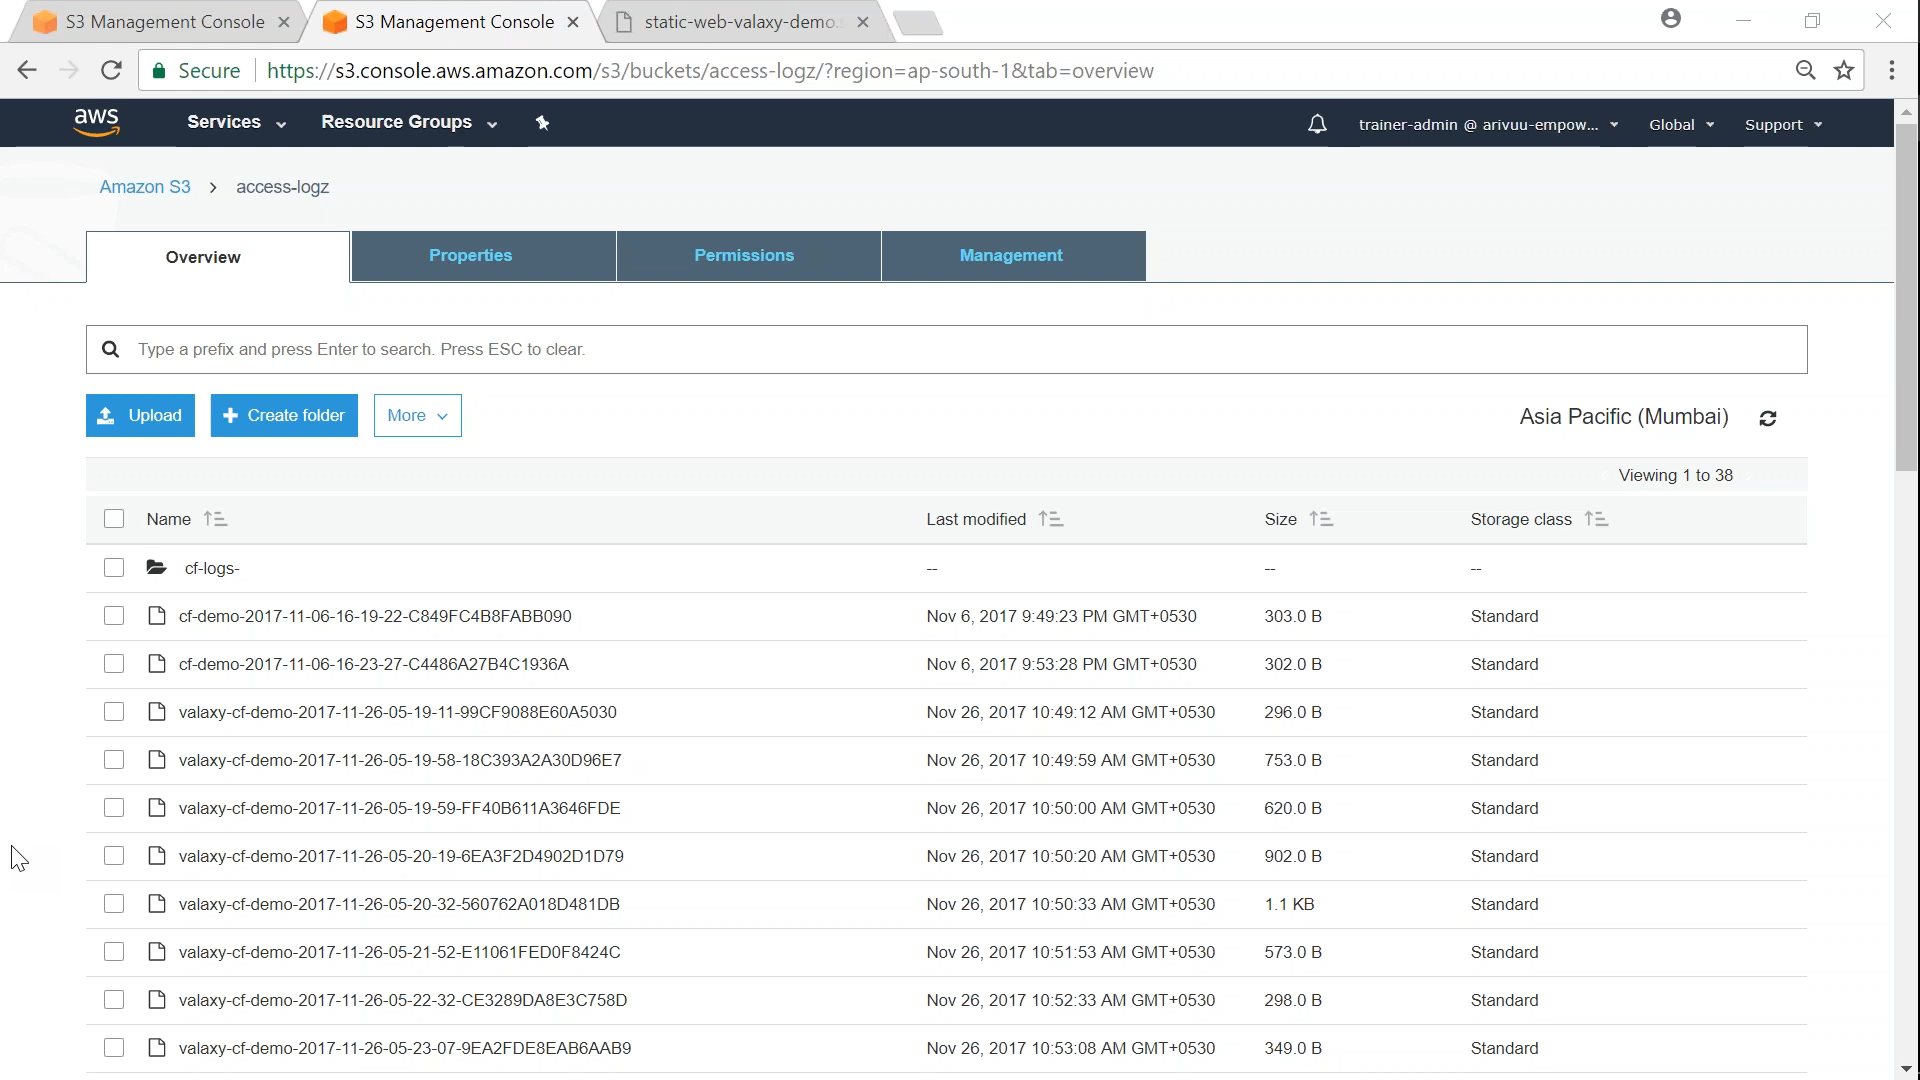 S3 Management Console
S3 Management Console
static-web-valaxy-demo.
Secure
https://s3.console.aws.amazon.com/s3/buckets/access-logz/?region=ap-south-1&tab=overview
aws Services Resource Groups trainer-admin @ arivuu-empow... Global Support
Amazon S3 > access-logz
Overview Properties Permissions Management
Type a prefix and press Enter to search. Press ESC to clear.
Upload + Create folder More Asia Pacific (Mumbai)
Viewing 1 to 38
Name Last modified Size Storage class
cf-logs- -- -- --
cf-demo-2017-11-06-16-19-22-C849FC4B8FABB090 Nov 6, 2017 9:49:23 PM GMT+0530 303.0 B Standard
cf-demo-2017-11-06-16-23-27-C4486A27B4C1936A Nov 6, 2017 9:53:28 PM GMT+0530 302.0 B Standard
valaxy-cf-demo-2017-11-26-05-19-11-99CF9088E60A5030 Nov 26, 2017 10:49:12 AM GMT+0530 296.0 B Standard
valaxy-cf-demo-2017-11-26-05-19-58-18C393A2A30D96E7 Nov 26, 2017 10:49:59 AM GMT+0530 753.0 B Standard
valaxy-cf-demo-2017-11-26-05-19-59-FF40B611A3646FDE Nov 26, 2017 10:50:00 AM GMT+0530 620.0 B Standard
valaxy-cf-demo-2017-11-26-05-20-19-6EA3F2D4902D1D79 Nov 26, 2017 10:50:20 AM GMT+0530 902.0 B Standard
valaxy-cf-demo-2017-11-26-05-20-32-560762A018D481DB Nov 26, 2017 10:50:33 AM GMT+0530 1.1 KB Standard
valaxy-cf-demo-2017-11-26-05-21-52-E11061FED0F8424C Nov 26, 2017 10:51:53 AM GMT+0530 573.0 B Standard
valaxy-cf-demo-2017-11-26-05-22-32-CE3289DA8E3C758D Nov 26, 2017 10:52:33 AM GMT+0530 298.0 B Standard
valaxy-cf-demo-2017-11-26-05-23-07-9EA2FDE8EAB6AAB9 Nov 26, 2017 10:53:08 AM GMT+0530 349.0 B Standard